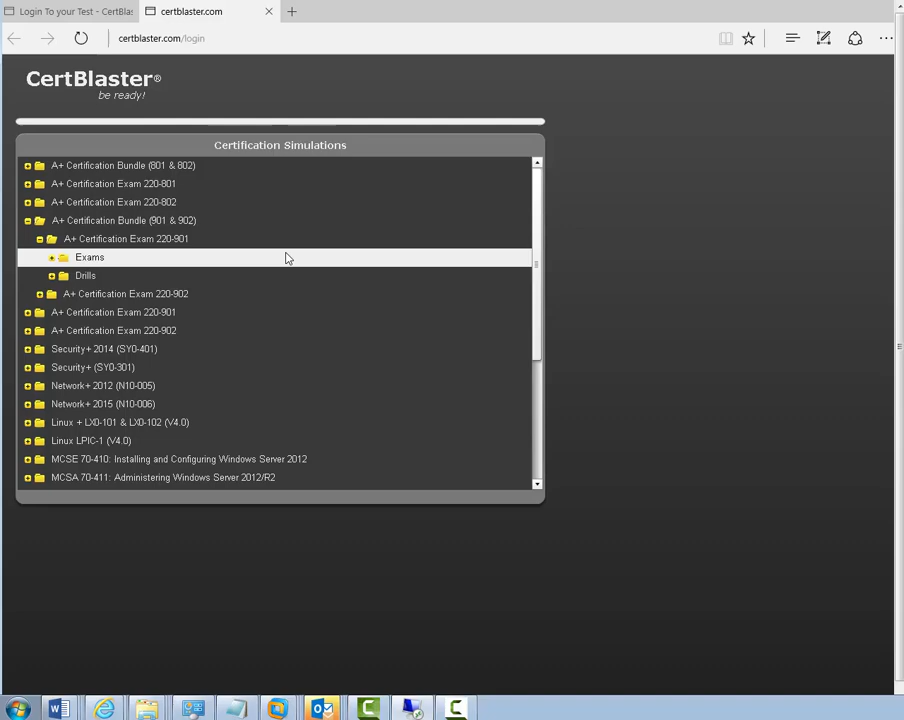 Login To your Test - CertBlas
certblaster.com
certblaster.com/login
CertBlaster®
be ready!
Certification Simulations
A+ Certification Bundle (801 & 802)
A+ Certification Exam 220-801
A+ Certification Exam 220-802
A+ Certification Bundle (901 & 902)
A+ Certification Exam 220-901
Exams
Drills
A+ Certification Exam 220-902
A+ Certification Exam 220-901
A+ Certification Exam 220-902
Security+ 2014 (SY0-401)
Security+ (SY0-301)
Network+ 2012 (N10-005)
Network+ 2015 (N10-006)
Linux + LX0-101 & LX0-102 (V4.0)
Linux LPIC-1 (V4.0)
MCSE 70-410: Installing and Configuring Windows Server 2012
MCSA 70-411: Administering Windows Server 2012/R2